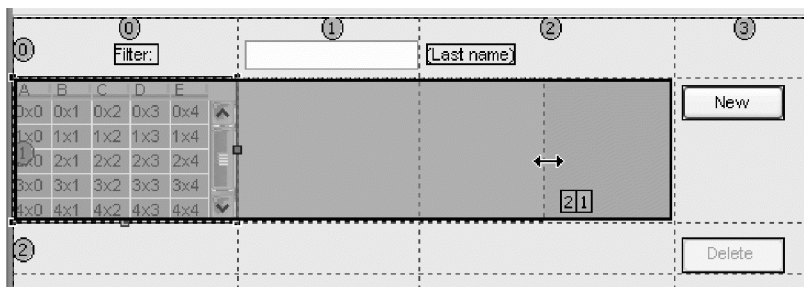 0 1 2 3
0 Filter: (Last name)
A B C D E
0x0 0x1 0x2 0x3 0x4 New
1x0 1x1 1x2 1x3 1x4
1 2x0 2x1 2x2 2x3 2x4
3x0 3x1 3x2 3x3 3x4
4x0 4x1 4x2 4x3 4x4 2 1
2 Delete